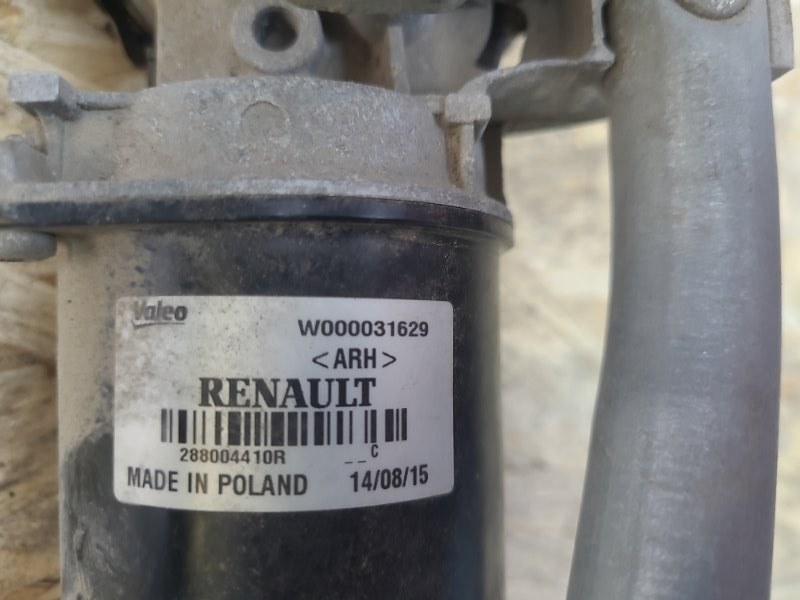 Valeo
W000031629
<ARH>
RENAULT
288004410R
_ _ C
MADE IN POLAND 14/08/15